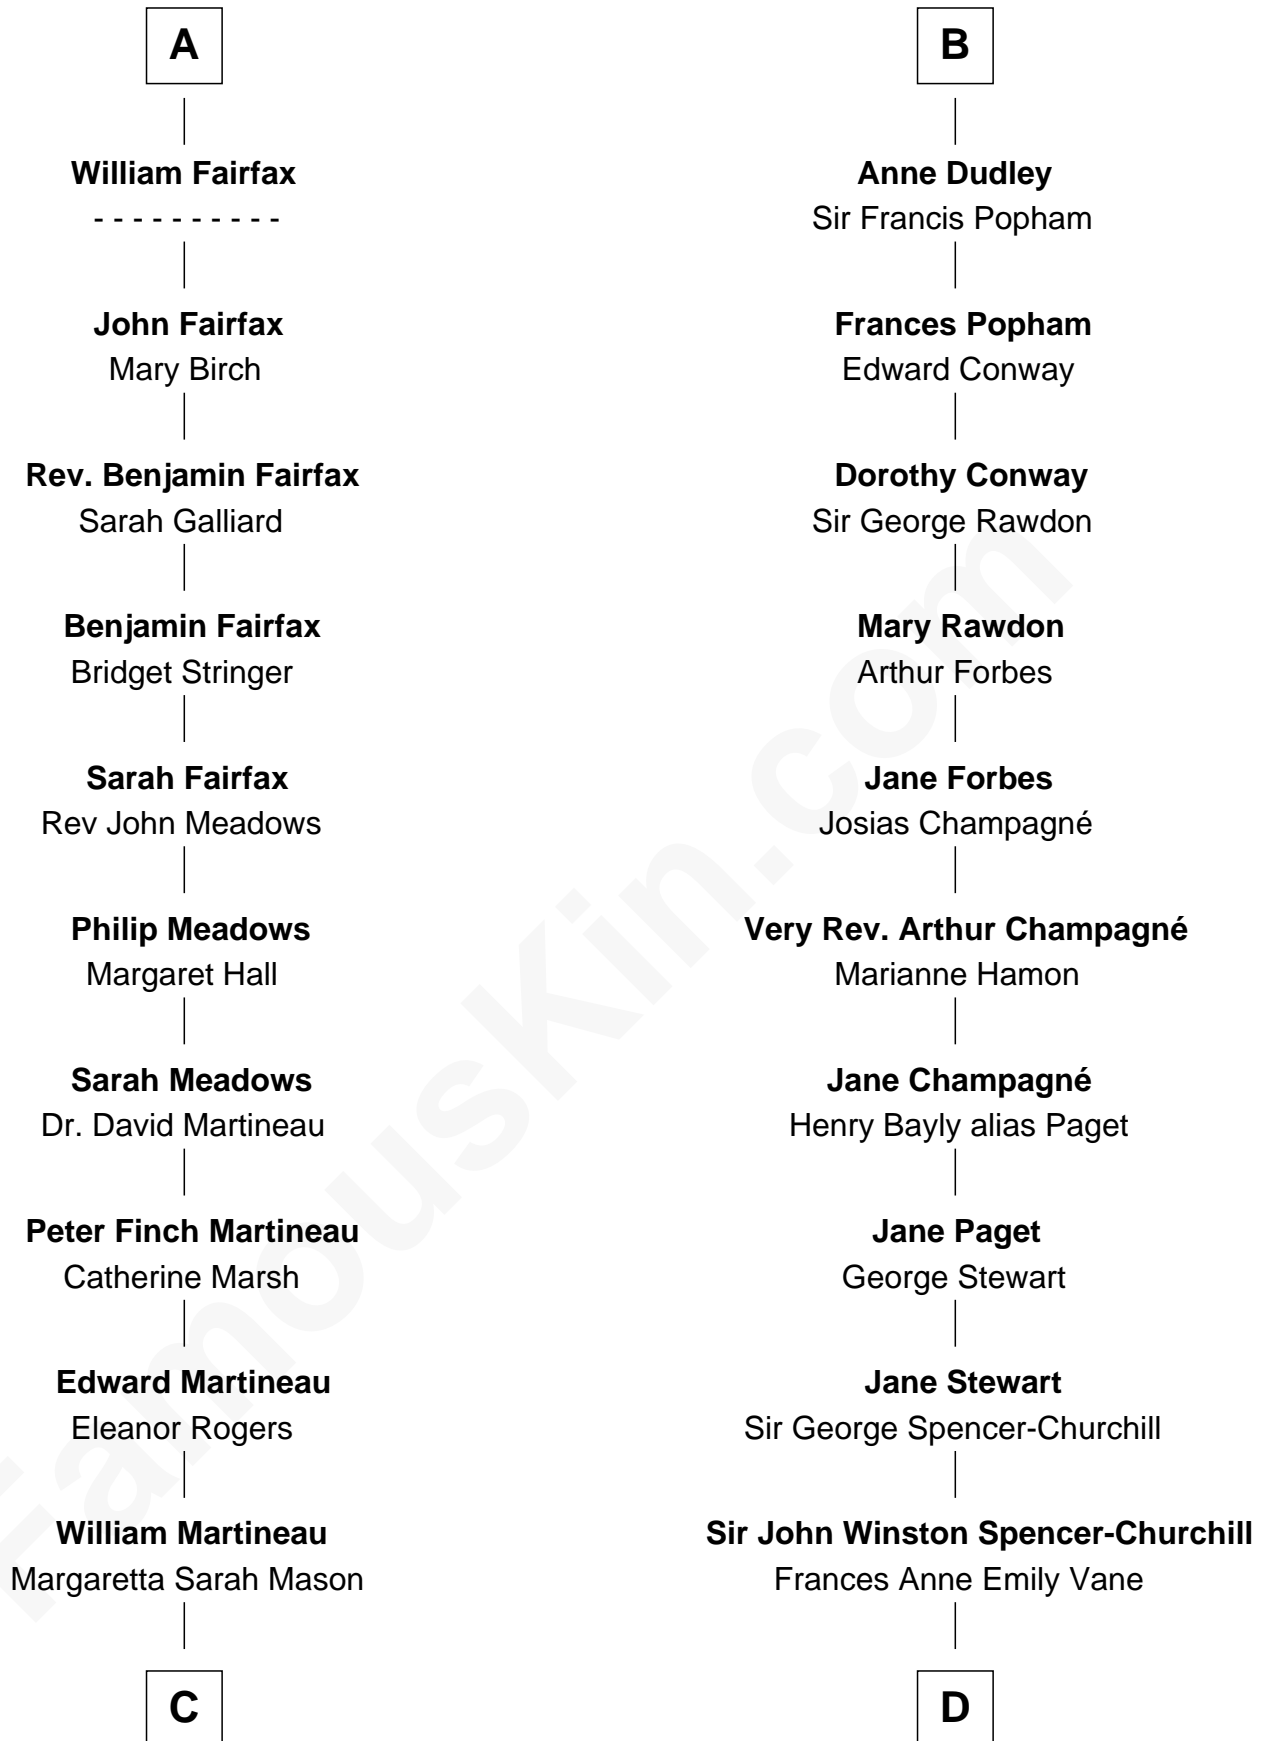 A
William Fairfax
- - - - - - - - - -
John Fairfax
Mary Birch
Rev. Benjamin Fairfax
Sarah Galliard
Benjamin Fairfax
Bridget Stringer
Sarah Fairfax
Rev John Meadows
Philip Meadows
Margaret Hall
Sarah Meadows
Dr. David Martineau
Peter Finch Martineau
Catherine Marsh
Edward Martineau
Eleanor Rogers
William Martineau
Margaretta Sarah Mason
C
B
Anne Dudley
Sir Francis Popham
Frances Popham
Edward Conway
Dorothy Conway
Sir George Rawdon
Mary Rawdon
Arthur Forbes
Jane Forbes
Josias Champagné
Very Rev. Arthur Champagné
Marianne Hamon
Jane Champagné
Henry Bayly alias Paget
Jane Paget
George Stewart
Jane Stewart
Sir George Spencer-Churchill
Sir John Winston Spencer-Churchill
Frances Anne Emily Vane
D
FamousKin.com